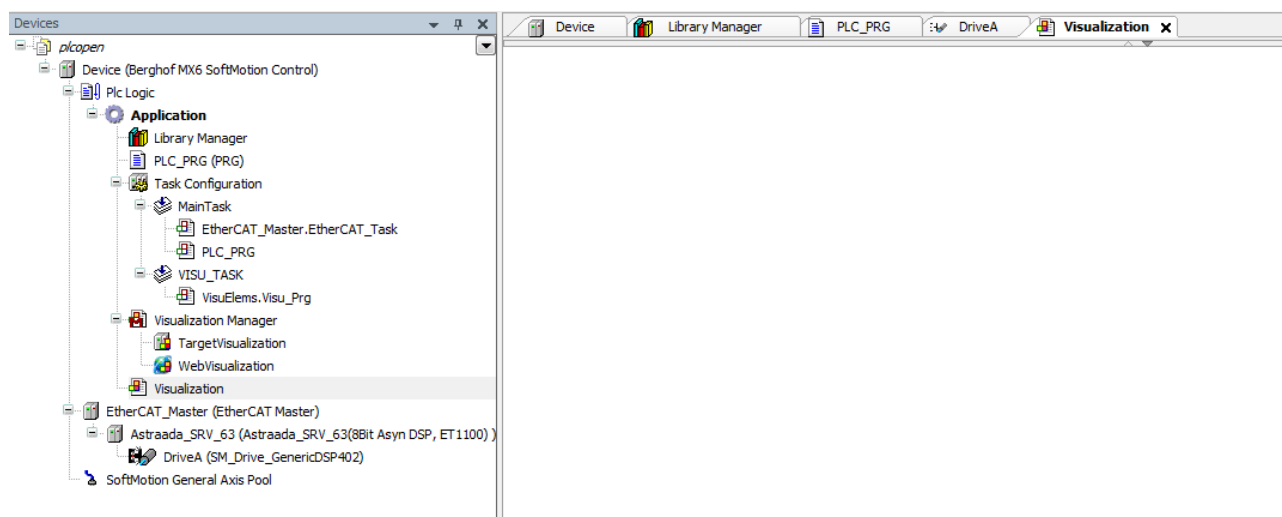 Devices
plcopen
Device (Berghof MX6 SoftMotion Control)
Plc Logic
Application
Library Manager
PLC_PRG (PRG)
Task Configuration
MainTask
EtherCAT_Master.EtherCAT_Task
PLC_PRG
VISU_TASK
VisuElems.Visu_Prg
Visualization Manager
TargetVisualization
WebVisualization
Visualization
EtherCAT_Master (EtherCAT Master)
Astraada_SRV_63 (Astraada_SRV_63(8Bit Asyn DSP, ET1100) )
DriveA (SM_Drive_GenericDSP402)
SoftMotion General Axis Pool
Device Library Manager PLC_PRG DriveA Visualization